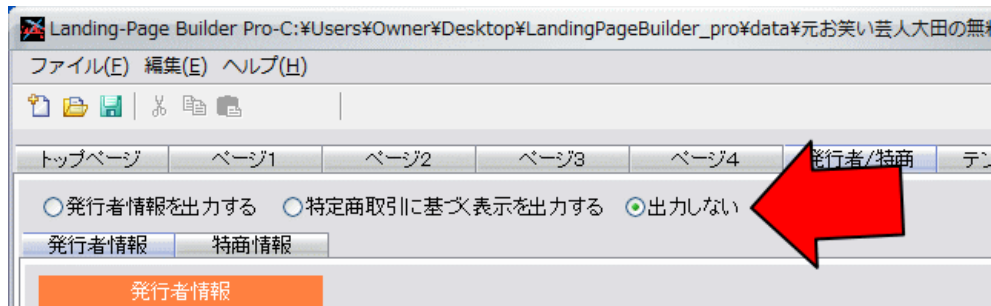 Landing-Page Builder Pro-C:¥Users¥Owner¥Desktop¥LandingPageBuilder_pro¥data¥元お笑い芸人大田の無
ファイル(F) 編集(E) ヘルプ(H)
トップページ ページ1 ページ2 ページ3 ページ4 発行者/特商 テン
発行者情報を出力する 特定商取引に基づく表示を出力する 出力しない
発行者情報 特商情報
発行者情報